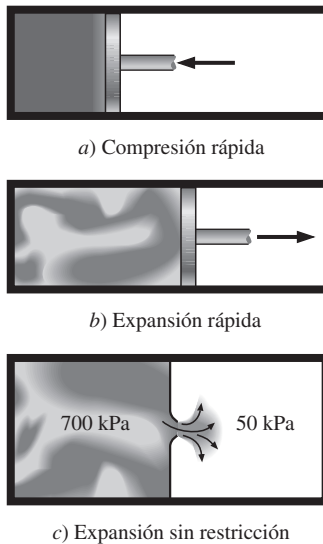 a) Compresión rápida
b) Expansión rápida
700 kPa 50 kPa
c) Expansión sin restricción